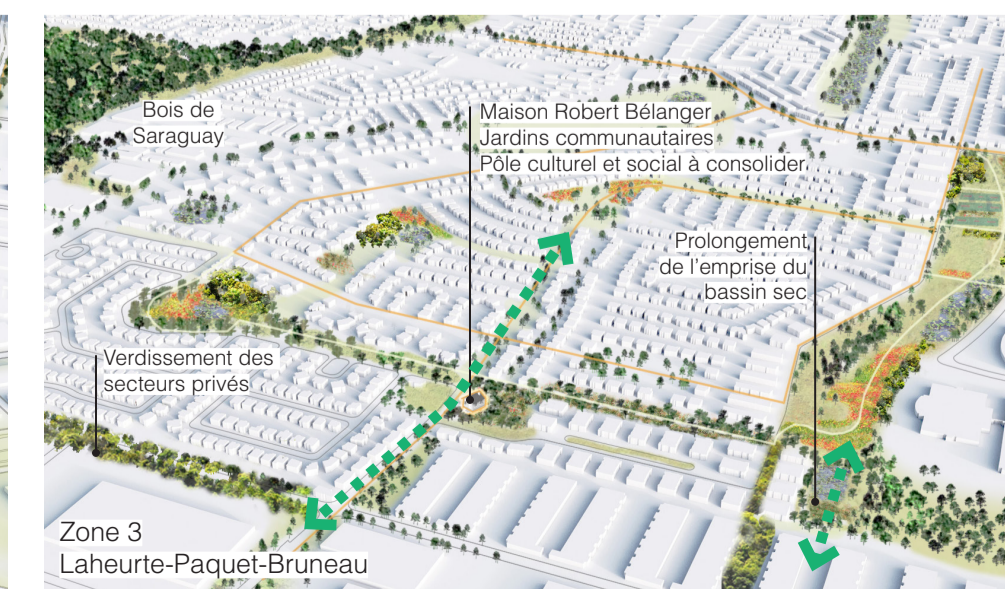 Bois de
Saraguay
Maison Robert Bélanger
Jardins communautaires
Pôle culturel et social à consolider
Prolongement
de l’emprise du
bassin sec
Verdissement des
secteurs privés
Zone 3
Laheurte-Paquet-Bruneau